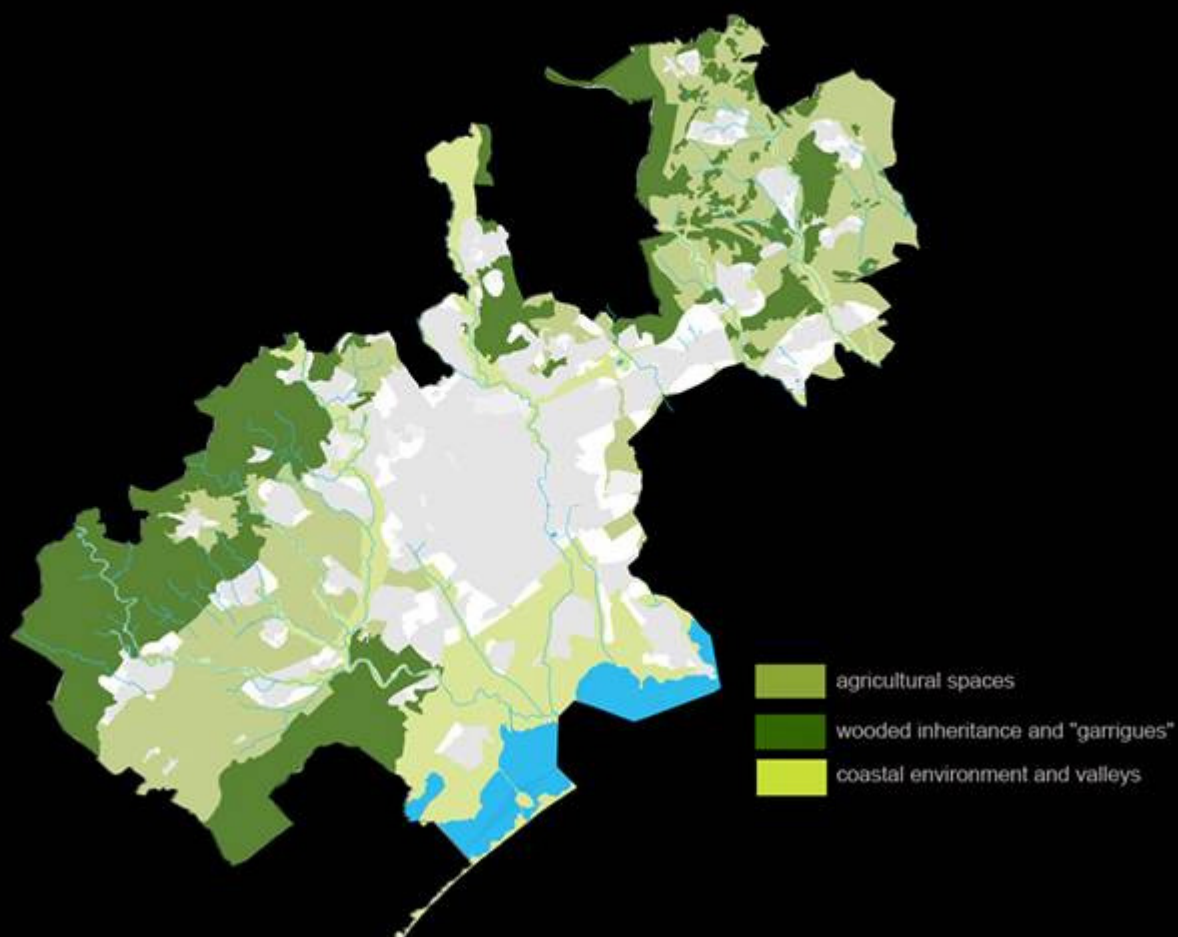 agricultural spaces
wooded inheritance and "garrigues"
coastal environment and valleys